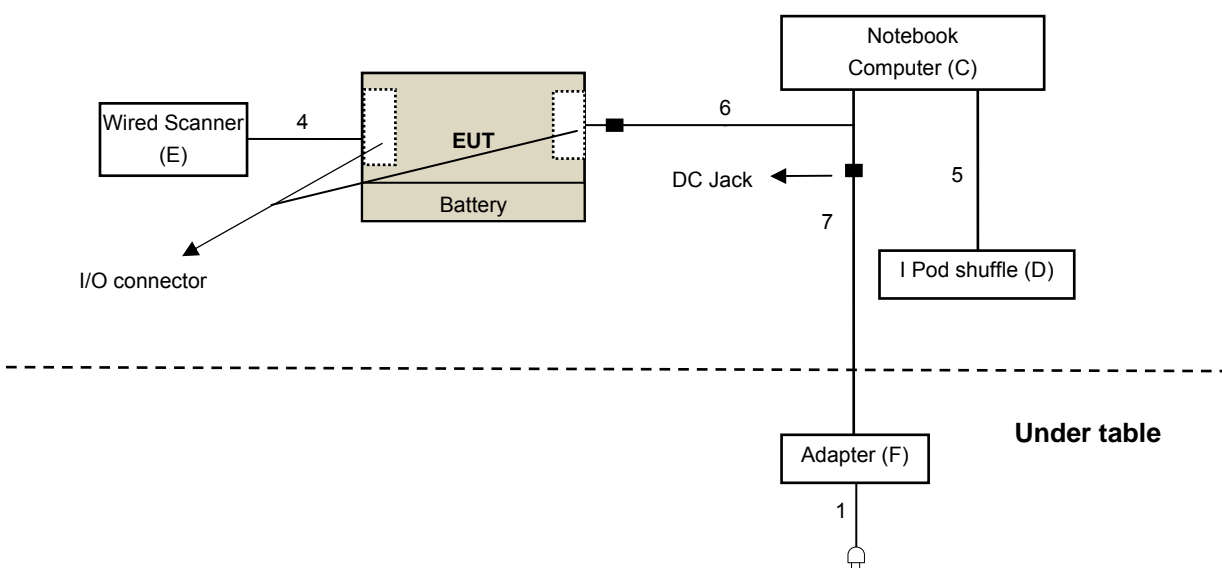 Notebook
Computer (C)
Wired Scanner
(E)
4
EUT
6
DC Jack
5
Battery
7
I/O connector
I Pod shuffle (D)
Under table
Adapter (F)
1